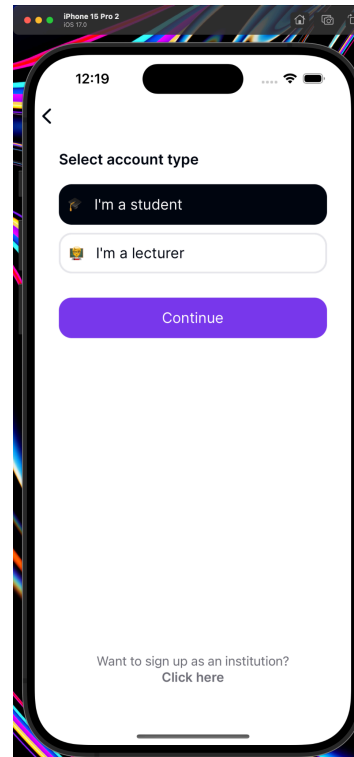 iPhone 15 Pro 2
iOS 17.0
12:19
Select account type
I'm a student
I'm a lecturer
Continue
Want to sign up as an institution?
Click here